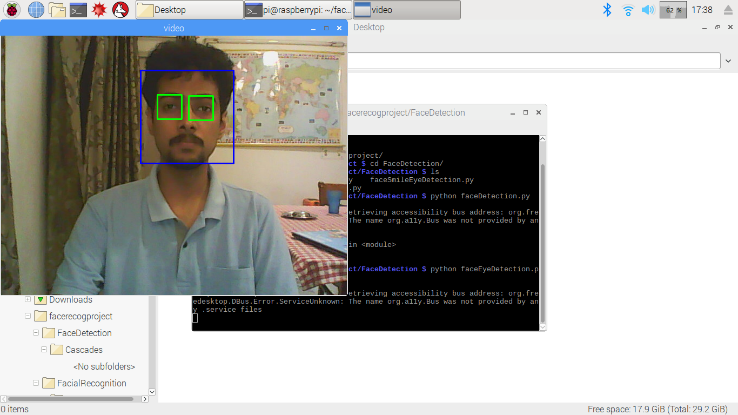 Desktop
pi@raspberrypi: ~/fac...
video
62 %
17:38
video
Desktop
acerecogproject/FaceDetection
project/
ct $ cd FaceDetection/
ct/FaceDetection $ ls
y    faceSmileEyeDetection.py
.py
ct/FaceDetection $ python faceDetection.py
etrieving accessibility bus address: org.fre
The name org.a11y.Bus was not provided by an
in <module>
ct/FaceDetection $ python faceEyeDetection.p
etrieving accessibility bus address: org.fre
edesktop.DBus.Error.ServiceUnknown: The name org.a11y.Bus was not provided by an
y .service files
Downloads
facerecogproject
FaceDetection
Cascades
<No subfolders>
FacialRecognition
0 items
Free space: 17.9 GiB (Total: 29.2 GiB)